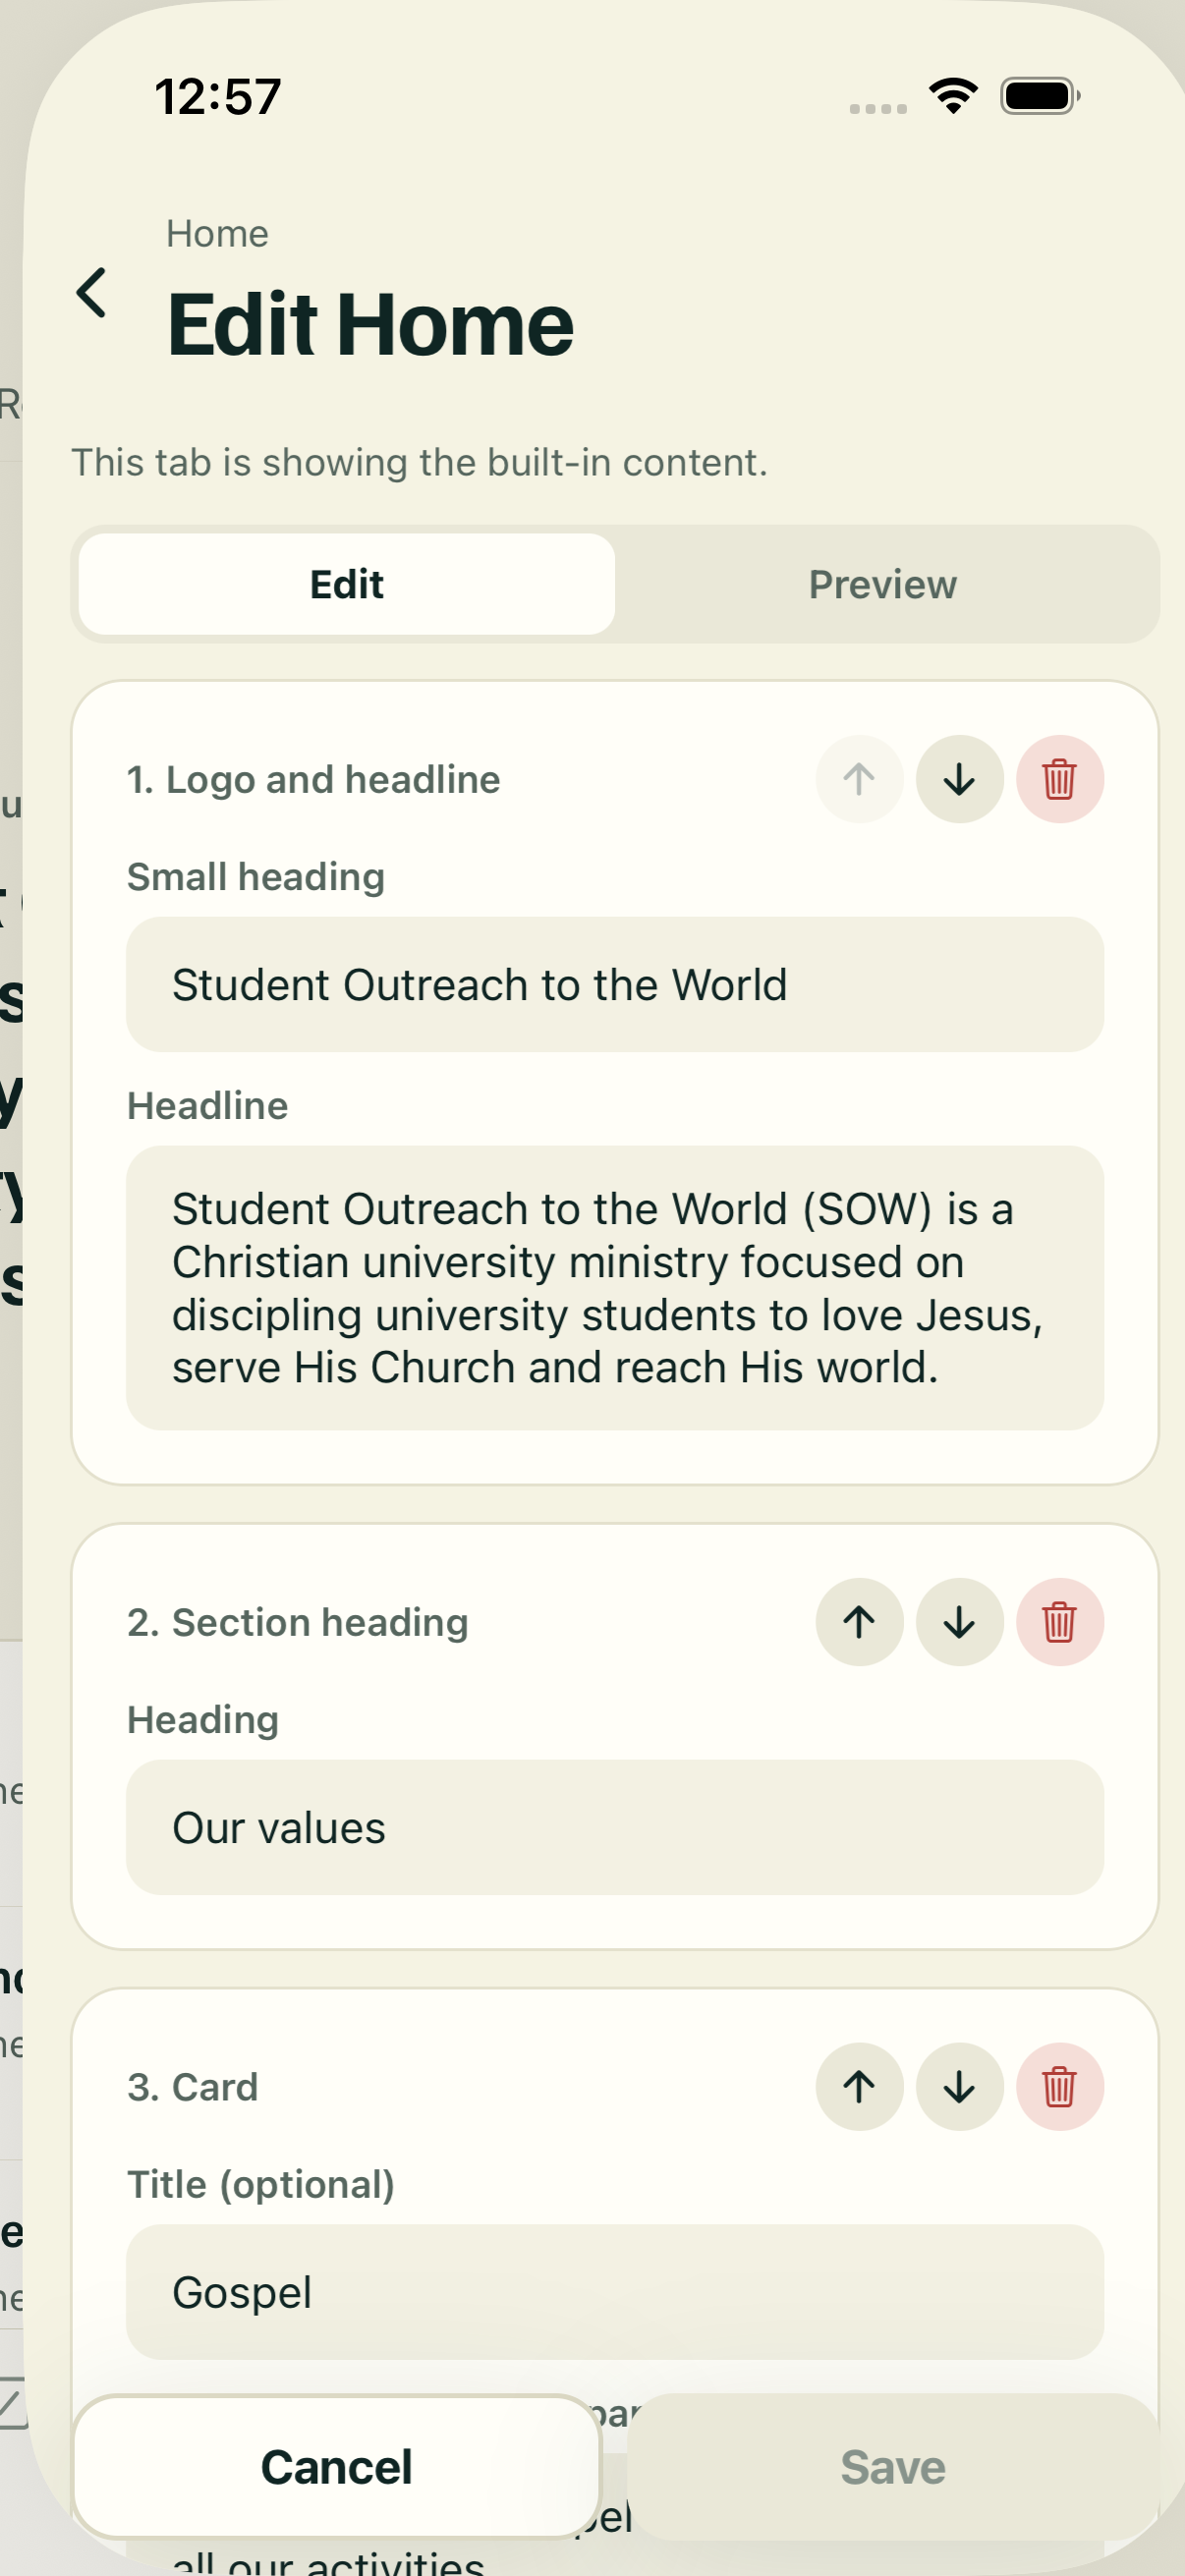 12:57
Home
Edit Home
This tab is showing the built-in content.
Edit
Preview
1. Logo and headline
Small heading
Student Outreach to the World
Headline
Student Outreach to the World (SOW) is a
Christian university ministry focused on
discipling university students to love Jesus,
serve His Church and reach His world.
2. Section heading
Heading
Our values
3. Card
Title (optional)
Gospel
Cancel
Save
all our activities